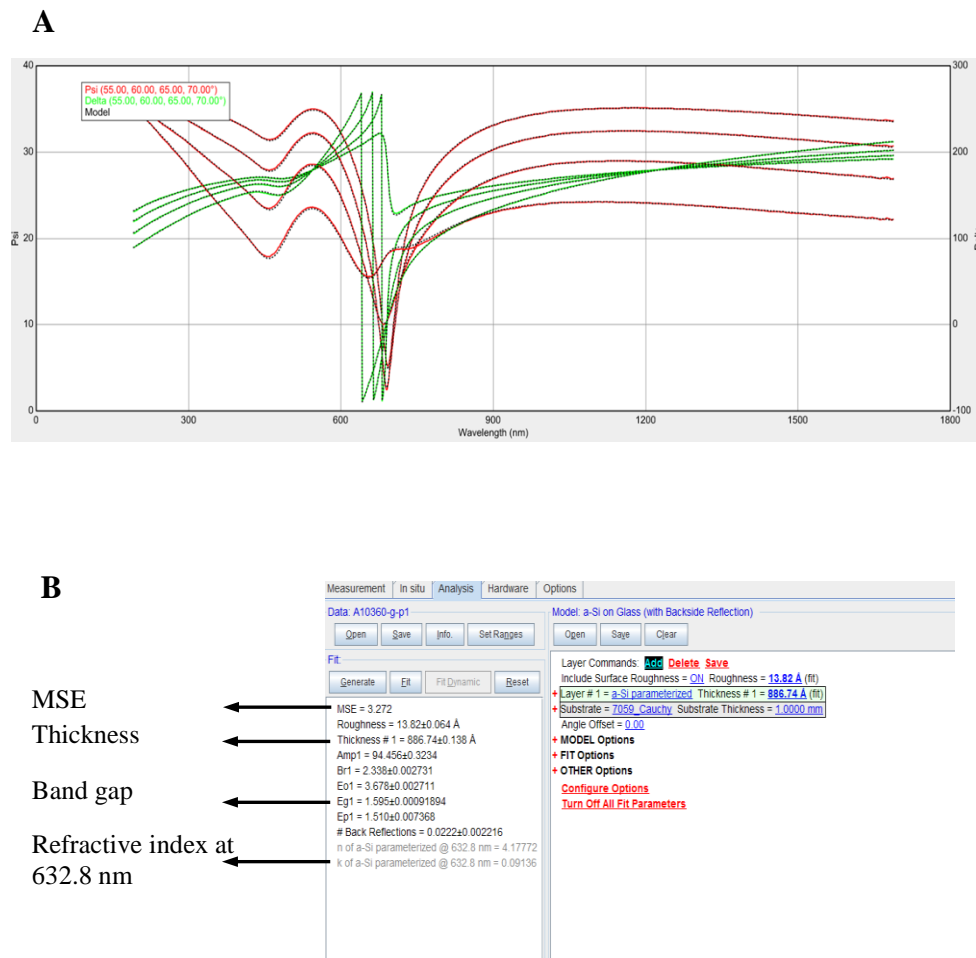 A
40
300
Psi (55.00, 60.00, 65.00, 70.00°)
Delta (55.00, 60.00, 65.00, 70.00°)
Model
30
200
Psi
20
100
10
0
0
-100
0 300 600 900 1200 1500 1800
Wavelength (nm)
B
Measurement In situ Analysis Hardware Options
Data: A10360-g-p1
Open Save Info. Set Ranges
Fit:
Generate Fit Fit Dynamic Reset
MSE = 3.272
Roughness = 13.82±0.064 Å
Thickness # 1 = 886.74±0.138 Å
Amp1 = 94.456±0.3234
Br1 = 2.338±0.002731
Eo1 = 3.678±0.002711
Eg1 = 1.595±0.00091894
Ep1 = 1.510±0.007368
# Back Reflections = 0.0222±0.002216
n of a-Si parameterized @ 632.8 nm = 4.17772
k of a-Si parameterized @ 632.8 nm = 0.09136
Model: a-Si on Glass (with Backside Reflection)
Open Save Clear
Layer Commands: Add Delete Save
Include Surface Roughness = ON Roughness = 13.82 Å (fit)
+ Layer # 1 = a-Si parameterized Thickness # 1 = 886.74 Å (fit)
+ Substrate = 7059_Cauchy Substrate Thickness = 1.0000 mm
Angle Offset = 0.00
+ MODEL Options
+ FIT Options
+ OTHER Options
Configure Options
Turn Off All Fit Parameters
MSE
Thickness
Band gap
Refractive index at
632.8 nm